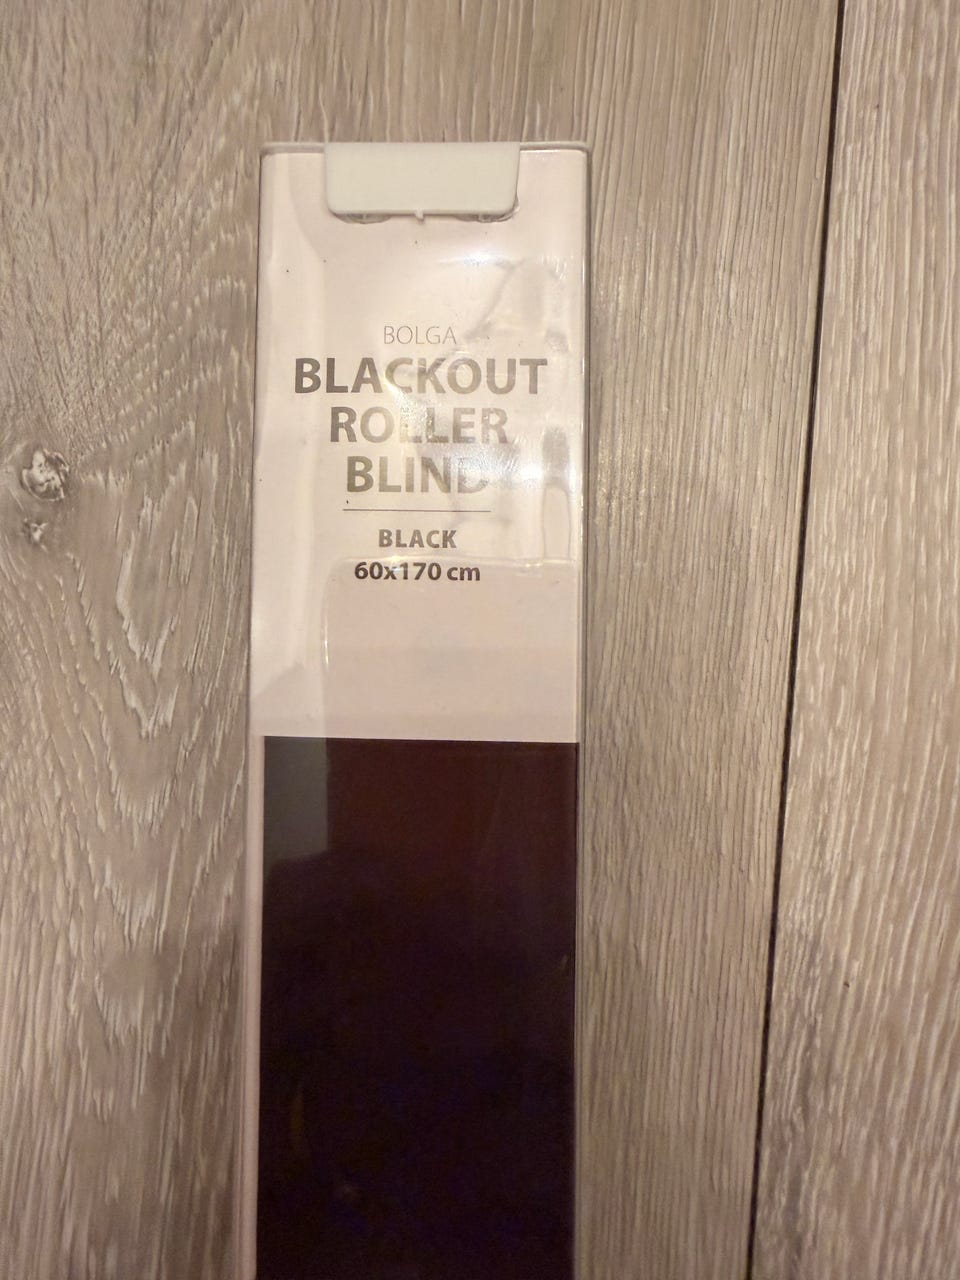 BOLGA
BLACKOUT
ROLLER
BLIND
BLACK
60x170 cm